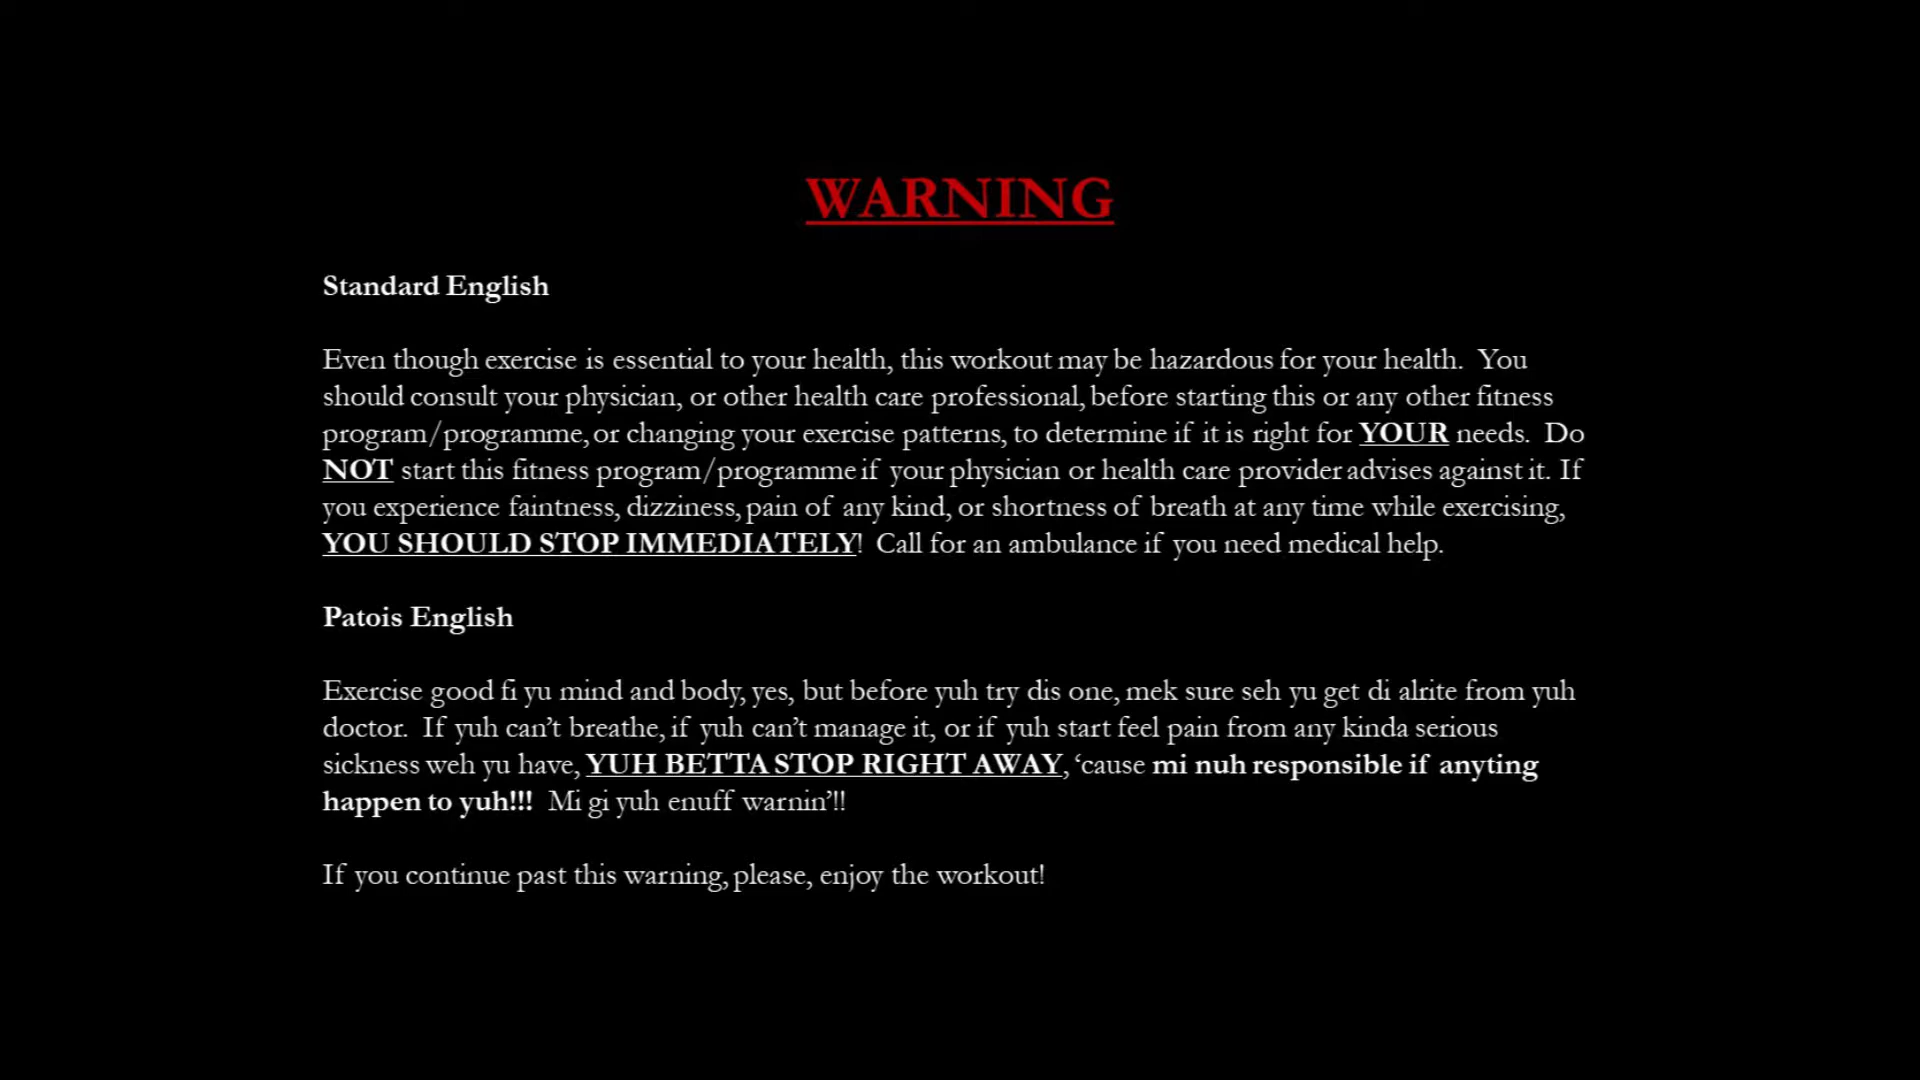 WARNING
Standard English
Even though exercise is essential to your health, this workout may be hazardous for your health.  You
should consult your physician, or other health care professional, before starting this or any other fitness
program/programme, or changing your exercise patterns, to determine if it is right for YOUR needs.  Do
NOT start this fitness program/programme if your physician or health care provider advises against it. If
you experience faintness, dizziness, pain of any kind, or shortness of breath at any time while exercising,
YOU SHOULD STOP IMMEDIATELY!  Call for an ambulance if you need medical help.
Patois English
Exercise good fi yu mind and body, yes, but before yuh try dis one, mek sure seh yu get di alrite from yuh
doctor.  If yuh can’t breathe, if yuh can’t manage it, or if yuh start feel pain from any kinda serious
sickness weh yu have, YUH BETTA STOP RIGHT AWAY, ‘cause mi nuh responsible if anyting
happen to yuh!!!  Mi gi yuh enuff warnin’!!
If you continue past this warning, please, enjoy the workout!